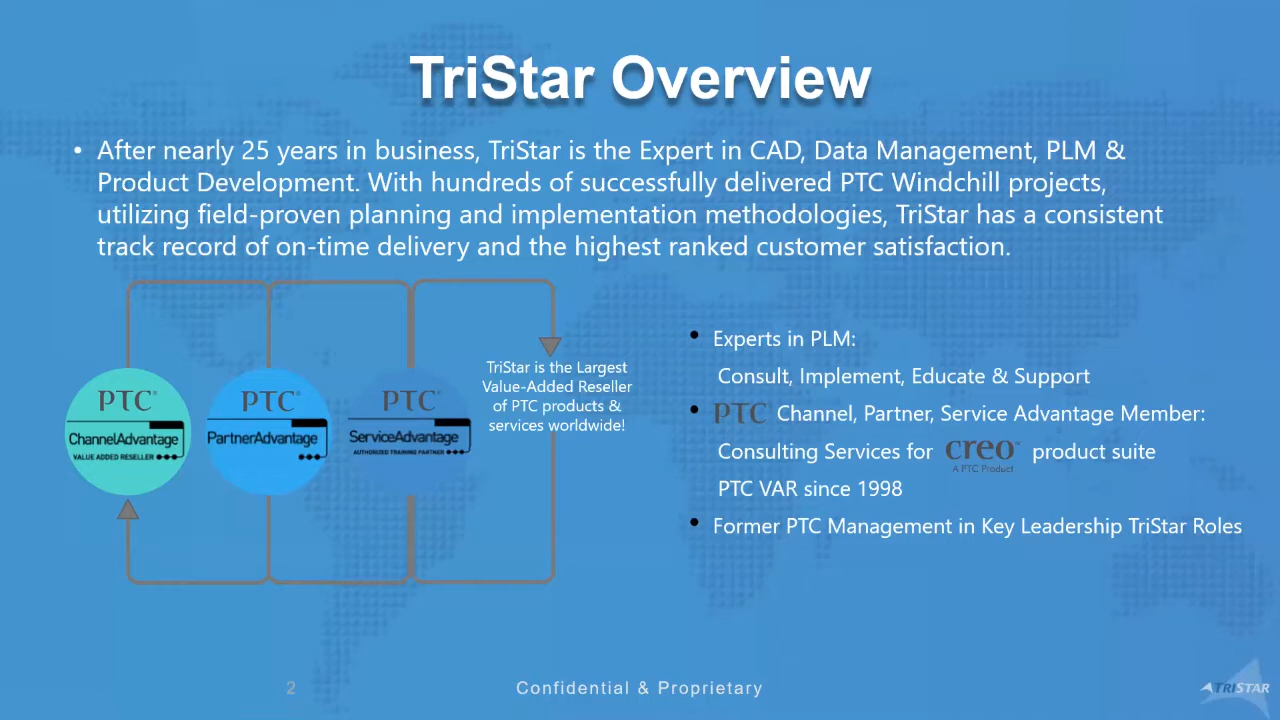 TriStar Overview
• After nearly 25 years in business, TriStar is the Expert in CAD, Data Management, PLM &
Product Development. With hundreds of successfully delivered PTC Windchill projects,
utilizing field-proven planning and implementation methodologies, TriStar has a consistent
track record of on-time delivery and the highest ranked customer satisfaction.
PTC®
ChannelAdvantage
VALUE ADDED RESELLER
PTC®
PartnerAdvantage
PTC®
ServiceAdvantage
AUTHORIZED TRAINING PARTNER
TriStar is the Largest
Value-Added Reseller
of PTC products &
services worldwide!
• Experts in PLM:
Consult, Implement, Educate & Support
• PTC Channel, Partner, Service Advantage Member:
Consulting Services for creo™ product suite
A PTC Product
PTC VAR since 1998
• Former PTC Management in Key Leadership TriStar Roles
2
Confidential & Proprietary
TRISTAR